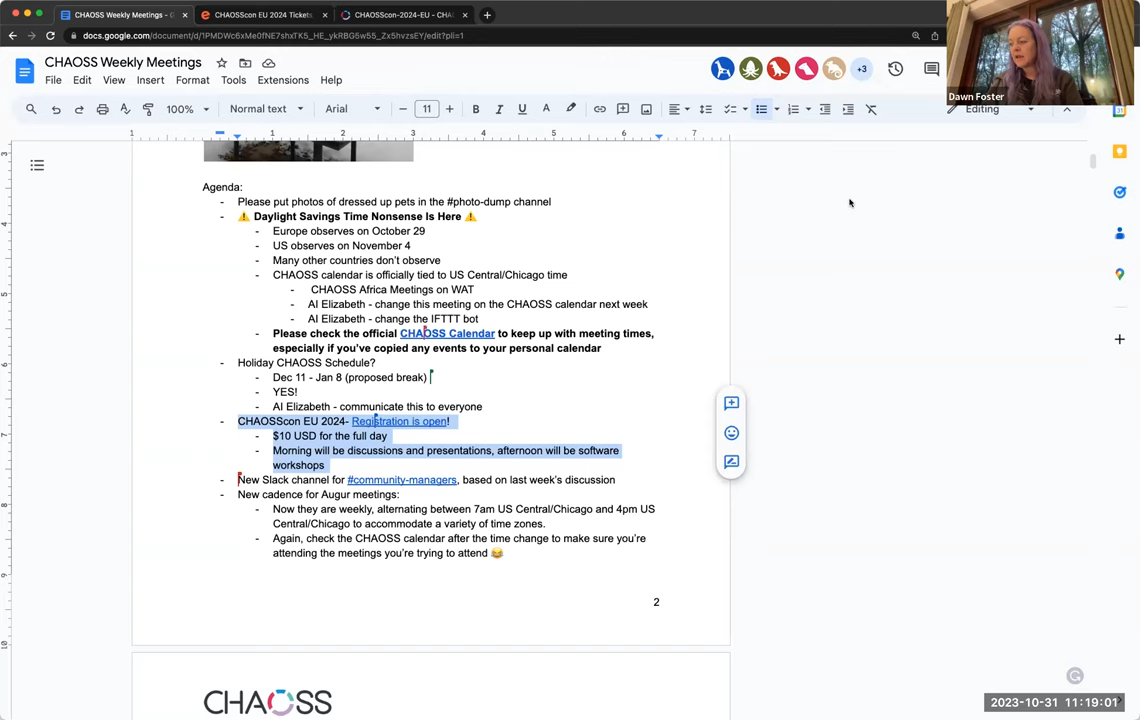 CHAOSS Weekly Meetings - G
CHAOSScon EU 2024 Tickets,
CHAOSScon-2024-EU - CHAOSC
docs.google.com/document/d/1PMDWc6xMe0fNE7shxTK5_HE_ykRBG5w55_Zx5hvzsEY/edit?pli=1
CHAOSS Weekly Meetings
File Edit View Insert Format Tools Extensions Help
+3
Dawn Foster
100% Normal text Arial 11 B I U A Editing
1 1 2 3 4 5 6 7
Agenda:
- Please put photos of dressed up pets in the #photo-dump channel
- ⚠️ Daylight Savings Time Nonsense Is Here ⚠️
- Europe observes on October 29
- US observes on November 4
- Many other countries don't observe
- CHAOSS calendar is officially tied to US Central/Chicago time
- CHAOSS Africa Meetings on WAT
- AI Elizabeth - change this meeting on the CHAOSS calendar next week
- AI Elizabeth - change the IFTTT bot
- Please check the official CHAOSS Calendar to keep up with meeting times,
especially if you've copied any events to your personal calendar
- Holiday CHAOSS Schedule?
- Dec 11 - Jan 8 (proposed break)
- YES!
- AI Elizabeth - communicate this to everyone
- CHAOSScon EU 2024- Registration is open!
- $10 USD for the full day
- Morning will be discussions and presentations, afternoon will be software
workshops
- New Slack channel for #community-managers, based on last week's discussion
- New cadence for Augur meetings:
- Now they are weekly, alternating between 7am US Central/Chicago and 4pm US
Central/Chicago to accommodate a variety of time zones.
- Again, check the CHAOSS calendar after the time change to make sure you're
attending the meetings you're trying to attend 😂
2
CHAOSS
2023-10-31 11:19:01